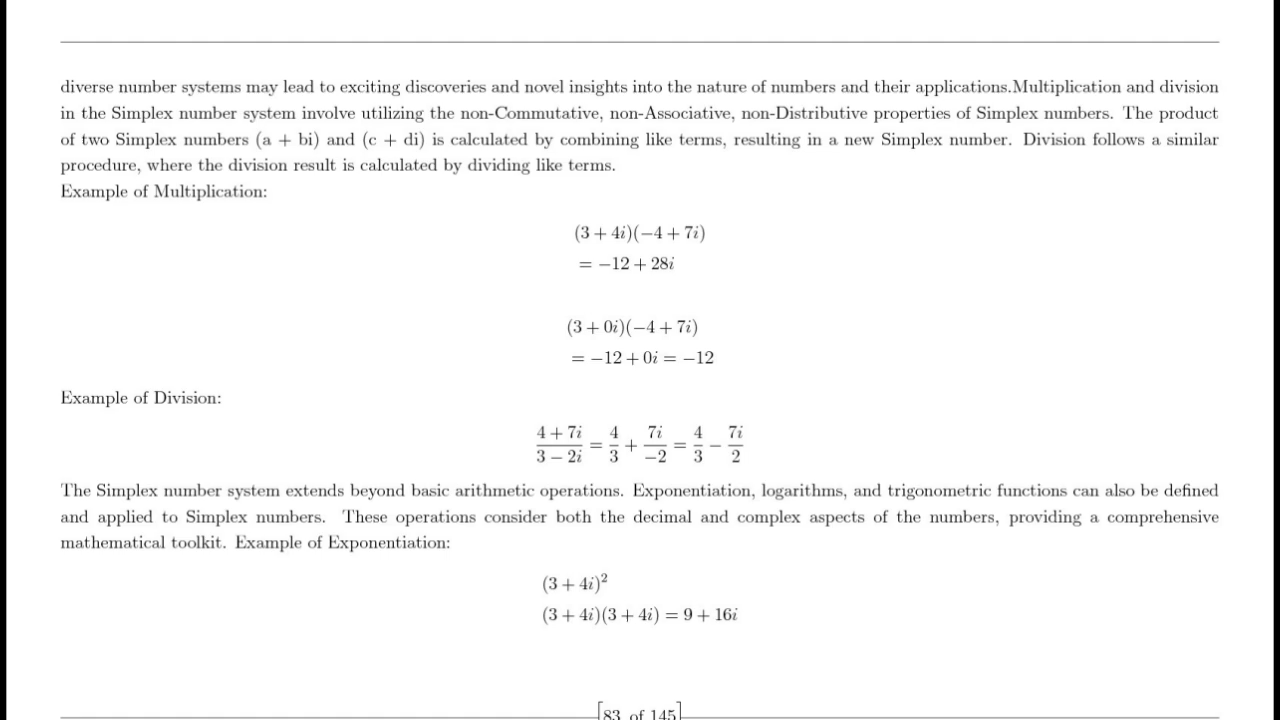 diverse number systems may lead to exciting discoveries and novel insights into the nature of numbers and their applications.Multiplication and division
in the Simplex number system involve utilizing the non-Commutative, non-Associative, non-Distributive properties of Simplex numbers. The product
of two Simplex numbers (a + bi) and (c + di) is calculated by combining like terms, resulting in a new Simplex number. Division follows a similar
procedure, where the division result is calculated by dividing like terms.
Example of Multiplication:
(3 + 4i)(−4 + 7i)
= −12 + 28i
(3 + 0i)(−4 + 7i)
= −12 + 0i = −12
Example of Division:
\frac{4 + 7i}{3 − 2i} = \frac{4}{3} + \frac{7i}{−2} = \frac{4}{3} − \frac{7i}{2}
The Simplex number system extends beyond basic arithmetic operations. Exponentiation, logarithms, and trigonometric functions can also be defined
and applied to Simplex numbers. These operations consider both the decimal and complex aspects of the numbers, providing a comprehensive
mathematical toolkit. Example of Exponentiation:
(3 + 4i)²
(3 + 4i)(3 + 4i) = 9 + 16i
⌈83 of 145⌉